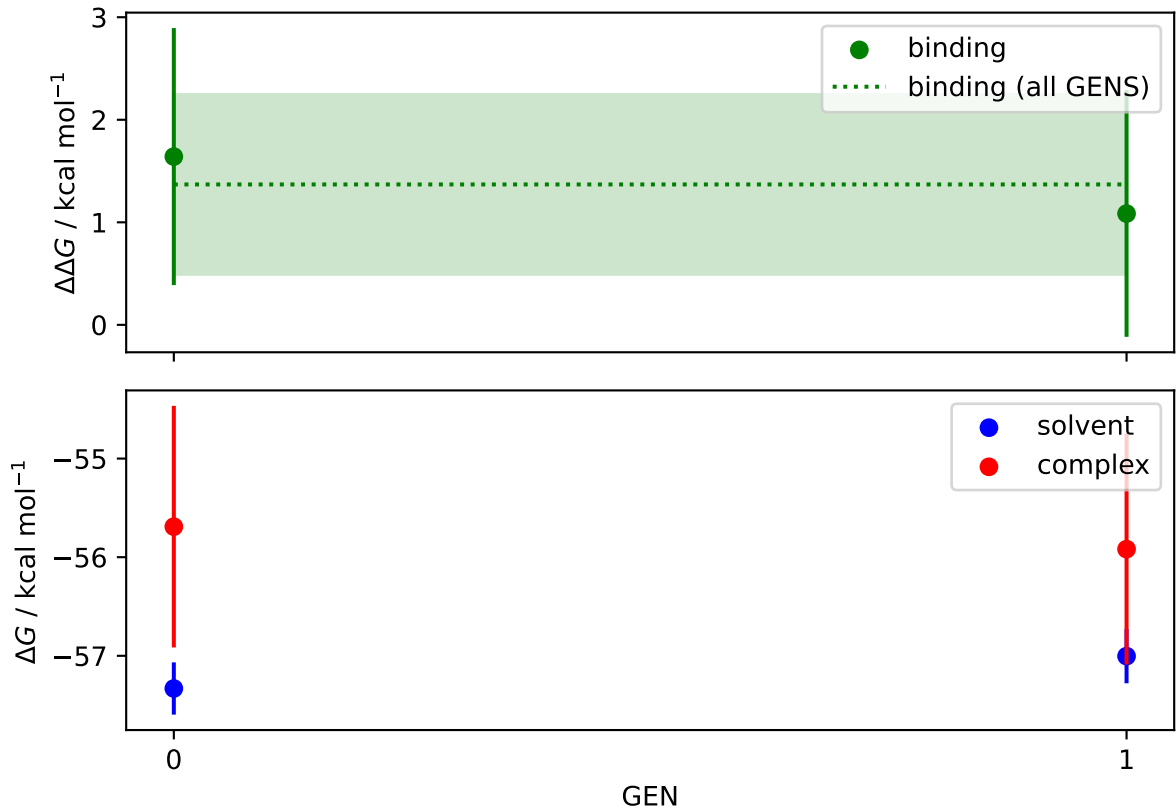 3
2
1
0
ΔΔG / kcal mol⁻¹
binding
binding (all GENS)
−55
−56
−57
ΔG / kcal mol⁻¹
solvent
complex
0
1
GEN